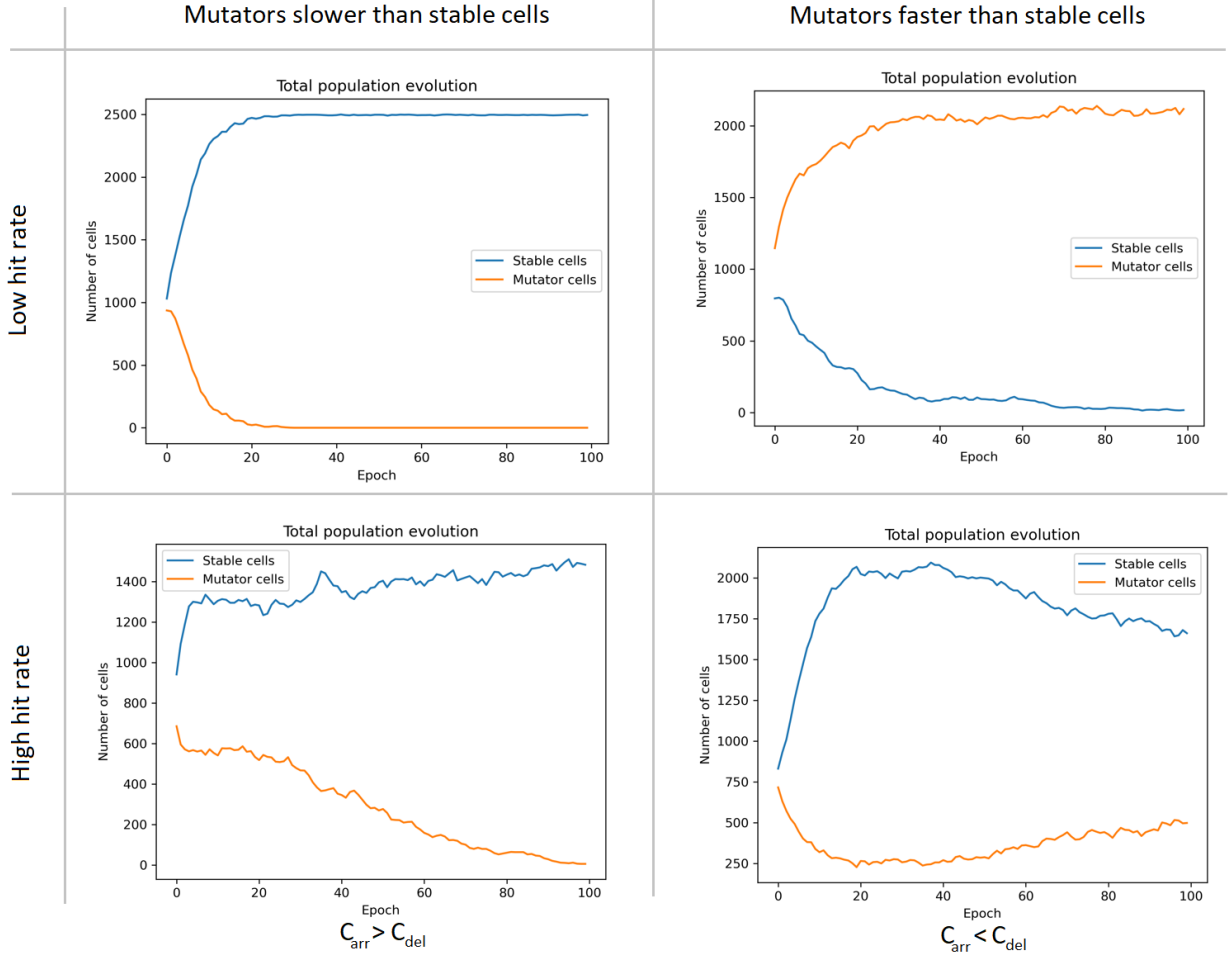 Mutators slower than stable cells
Mutators faster than stable cells
Low hit rate
Total population evolution
Number of cells
2500
2000
1500
1000
500
0
Stable cells
Mutator cells
0 20 40 60 80 100
Epoch
Total population evolution
Number of cells
2000
1500
1000
500
0
Stable cells
Mutator cells
0 20 40 60 80 100
Epoch
High hit rate
Total population evolution
Number of cells
1400
1200
1000
800
600
400
200
0
Stable cells
Mutator cells
0 20 40 60 80 100
Epoch
C_arr > C_del
Total population evolution
Number of cells
2000
1750
1500
1250
1000
750
500
250
Stable cells
Mutator cells
0 20 40 60 80 100
Epoch
C_arr < C_del